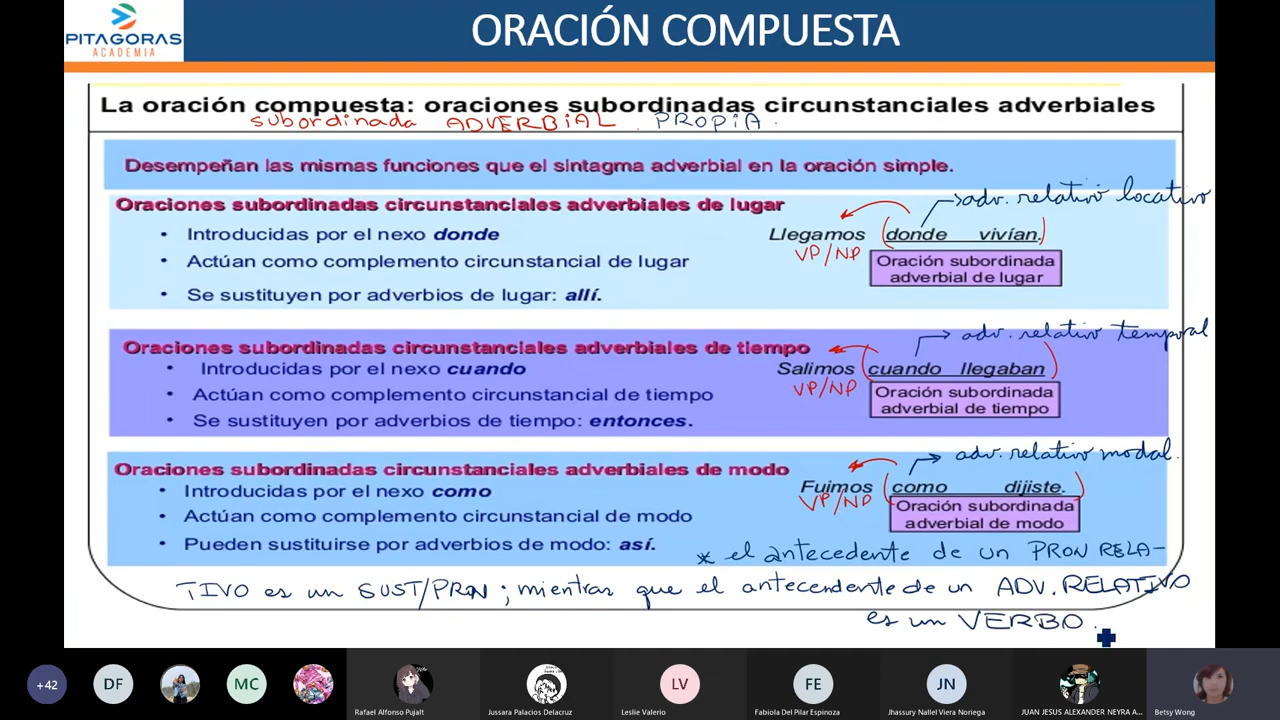 PITAGORAS
ACADEMIA
ORACIÓN COMPUESTA
La oración compuesta: oraciones subordinadas circunstanciales adverbiales
subordinada ADVERBIAL PROPIA.
Desempeñan las mismas funciones que el sintagma adverbial en la oración simple.
Oraciones subordinadas circunstanciales adverbiales de lugar
→ adv. relativo locativo
• Introducidas por el nexo donde
Llegamos (donde vivían.)
VP/NP
• Actúan como complemento circunstancial de lugar
Oración subordinada
adverbial de lugar
• Se sustituyen por adverbios de lugar: allí.
→ adv. relativo temporal
Oraciones subordinadas circunstanciales adverbiales de tiempo
• Introducidas por el nexo cuando
Salimos (cuando llegaban)
VP/NP
• Actúan como complemento circunstancial de tiempo
Oración subordinada
adverbial de tiempo
• Se sustituyen por adverbios de tiempo: entonces.
→ adv. relativo modal.
Oraciones subordinadas circunstanciales adverbiales de modo
• Introducidas por el nexo como
Fuimos (como dijiste.)
VP/NP
• Actúan como complemento circunstancial de modo
Oración subordinada
adverbial de modo
• Pueden sustituirse por adverbios de modo: así.
* el antecedente de un PRON RELA-
TIVO es un SUST/PRN; mientras que el antecendente de un ADV. RELATIVO
es un VERBO.
+42
DF
MC
LV
FE
JN
Rafael Alfonso Pujalt
Jussara Palacios Delacruz
Leslie Valerio
Fabiola Del Pilar Espinoza
Jhassury Nallel Viera Noriega
JUAN JESUS ALEXANDER NEYRA A...
Betsy Wong